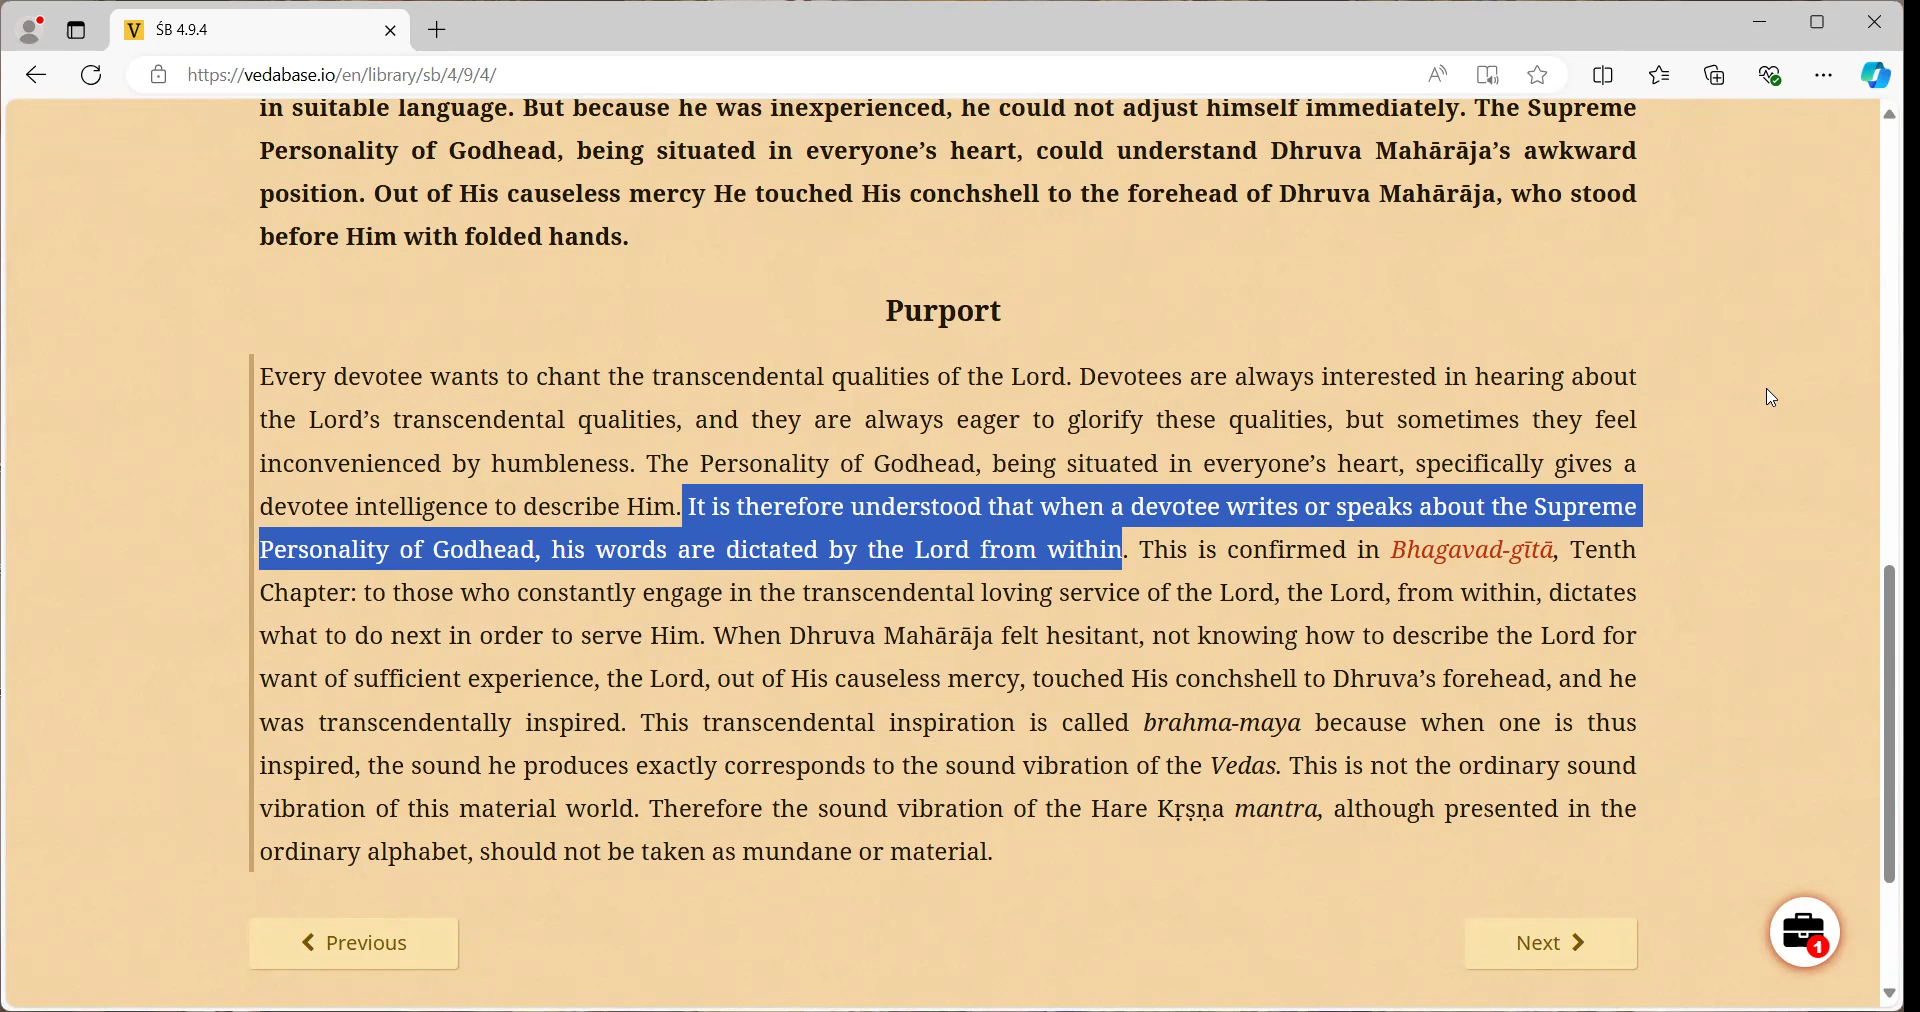 ŚB 4.9.4
https://vedabase.io/en/library/sb/4/9/4/
in suitable language. But because he was inexperienced, he could not adjust himself immediately. The Supreme
Personality of Godhead, being situated in everyone’s heart, could understand Dhruva Mahārāja’s awkward
position. Out of His causeless mercy He touched His conchshell to the forehead of Dhruva Mahārāja, who stood
before Him with folded hands.
Purport
Every devotee wants to chant the transcendental qualities of the Lord. Devotees are always interested in hearing about
the Lord’s transcendental qualities, and they are always eager to glorify these qualities, but sometimes they feel
inconvenienced by humbleness. The Personality of Godhead, being situated in everyone’s heart, specifically gives a
devotee intelligence to describe Him. It is therefore understood that when a devotee writes or speaks about the Supreme
Personality of Godhead, his words are dictated by the Lord from within. This is confirmed in Bhagavad-gītā, Tenth
Chapter: to those who constantly engage in the transcendental loving service of the Lord, the Lord, from within, dictates
what to do next in order to serve Him. When Dhruva Mahārāja felt hesitant, not knowing how to describe the Lord for
want of sufficient experience, the Lord, out of His causeless mercy, touched His conchshell to Dhruva’s forehead, and he
was transcendentally inspired. This transcendental inspiration is called brahma-maya because when one is thus
inspired, the sound he produces exactly corresponds to the sound vibration of the Vedas. This is not the ordinary sound
vibration of this material world. Therefore the sound vibration of the Hare Kṛṣṇa mantra, although presented in the
ordinary alphabet, should not be taken as mundane or material.
Previous
Next
1